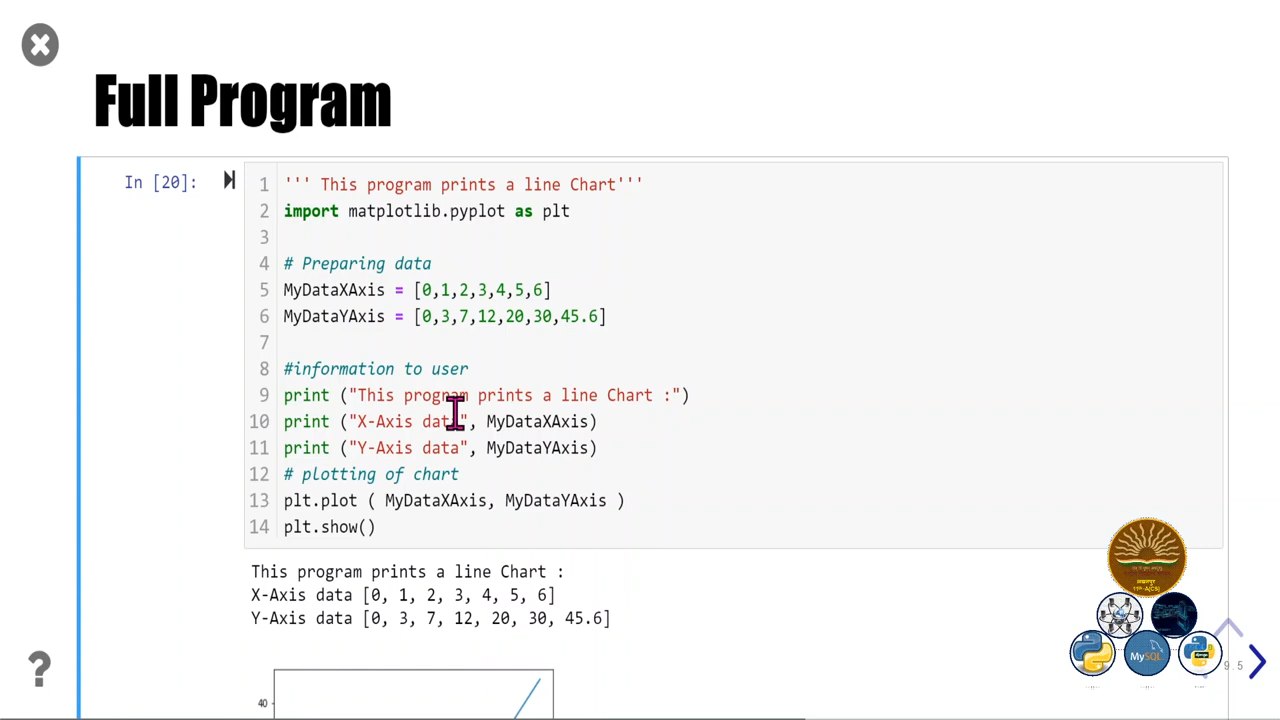 Full Program
In [20]:
1 ''' This program prints a line Chart'''
2 import matplotlib.pyplot as plt
3
4 # Preparing data
5 MyDataXAxis = [0,1,2,3,4,5,6]
6 MyDataYAxis = [0,3,7,12,20,30,45.6]
7
8 #information to user
9 print ("This program prints a line Chart :")
10 print ("X-Axis data", MyDataXAxis)
11 print ("Y-Axis data", MyDataYAxis)
12 # plotting of chart
13 plt.plot ( MyDataXAxis, MyDataYAxis )
14 plt.show()
This program prints a line Chart :
X-Axis data [0, 1, 2, 3, 4, 5, 6]
Y-Axis data [0, 3, 7, 12, 20, 30, 45.6]
40
?
11th-A(CS)
MySQL
9.5